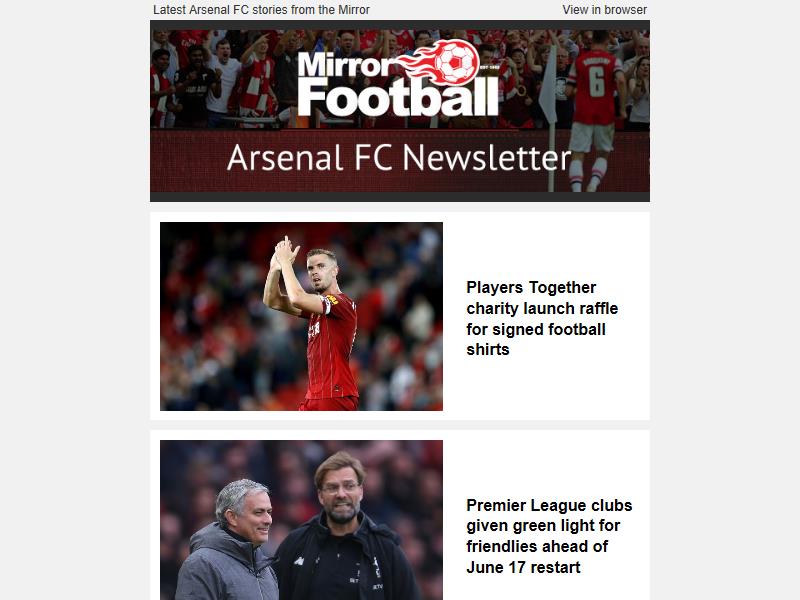 Latest Arsenal FC stories from the Mirror
View in browser
Mirror
Football
Arsenal FC Newsletter
6
Players Together
charity launch raffle
for signed football
shirts
Premier League clubs
given green light for
friendlies ahead of
June 17 restart